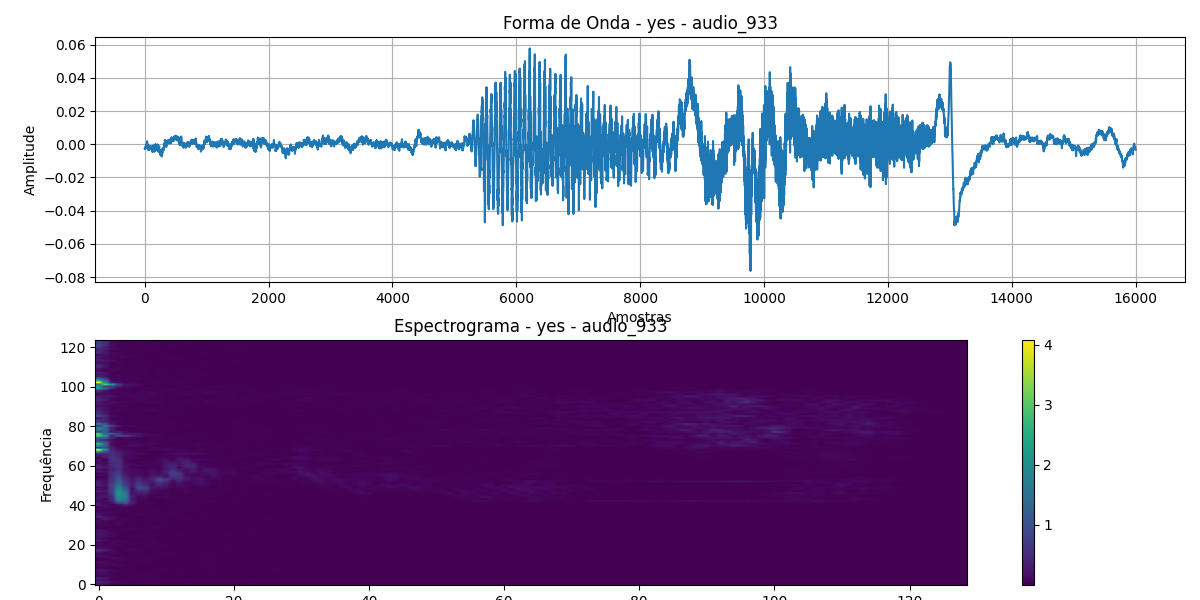 Forma de Onda - yes - audio_933
0.06
0.04
0.02
0.00
−0.02
−0.04
−0.06
−0.08
Amplitude
0 2000 4000 6000 8000 10000 12000 14000 16000
Amostras
Espectrograma - yes - audio_933
120
100
80
60
40
20
0
Frequência
0 20 40 60 80 100 120
4
3
2
1